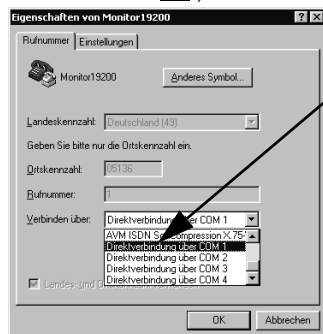 Eigenschaften von Monitor19200
Rufnummer Einstellungen
Monitor19200
Anderes Symbol...
Landeskennzahl: Deutschland (49)
Geben Sie bitte nur die Ortskennzahl ein.
Ortskennzahl: 05136
Rufnummer: 1
Verbinden über: Direktverbindung über COM 1
AVM ISDN
Direktverbindung über COM 1
Direktverbindung über COM 2
Direktverbindung über COM 3
Direktverbindung über COM 4
Landes- und
OK Abbrechen